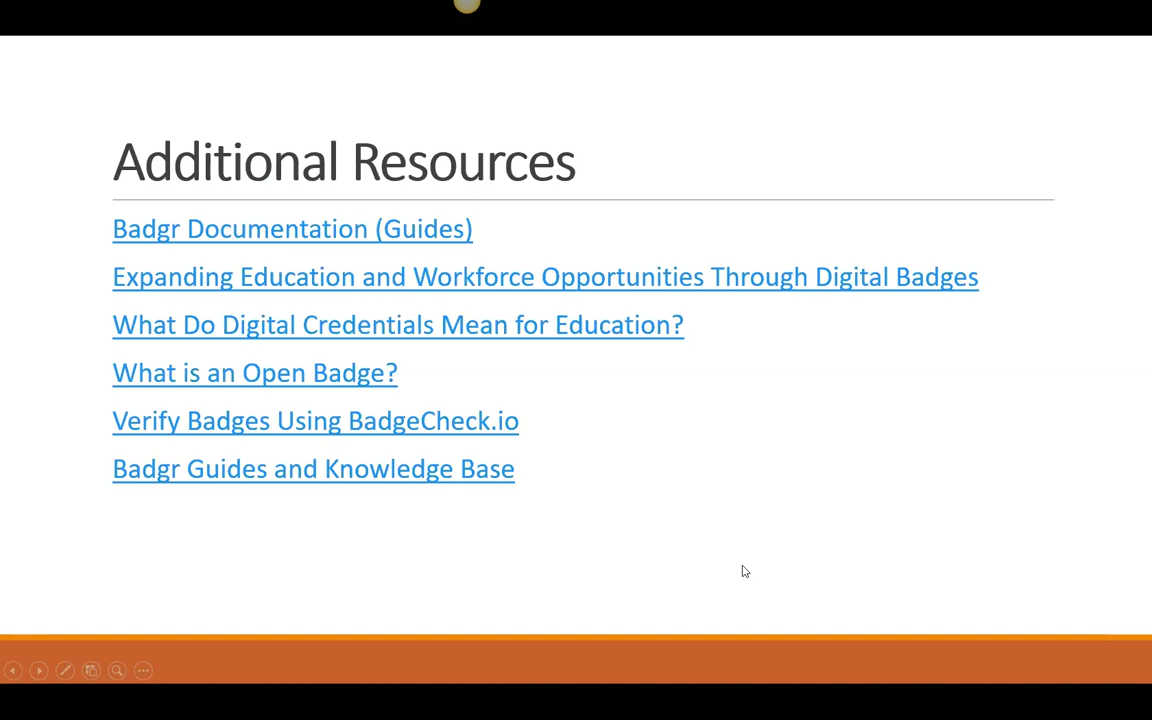 Additional Resources
Badgr Documentation (Guides)
Expanding Education and Workforce Opportunities Through Digital Badges
What Do Digital Credentials Mean for Education?
What is an Open Badge?
Verify Badges Using BadgeCheck.io
Badgr Guides and Knowledge Base